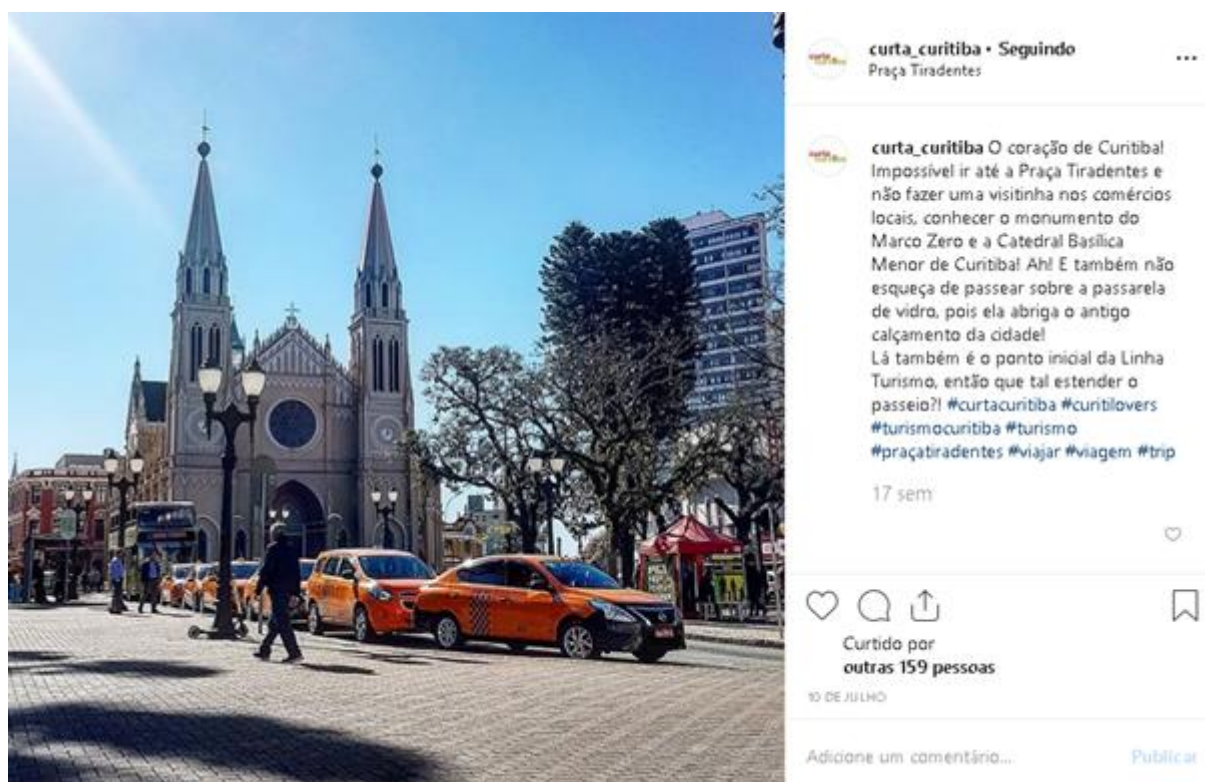 curta_curitiba • Seguindo
Praça Tiradentes
curta_curitiba O coração de Curitiba!
Impossível ir até a Praça Tiradentes e
não fazer uma visitinha nos comércios
locais, conhecer o monumento do
Marco Zero e a Catedral Basílica
Menor de Curitiba! Ah! E também não
esqueça de passear sobre a passarela
de vidro, pois ela abriga o antigo
calçamento da cidade!
Lá também é o ponto inicial da Linha
Turismo, então que tal estender o
passeio?! #curtacuritiba #curitilovers
#turismocuritiba #turismo
#praçatiradentes #viajar #viagem #trip
17 sem
Curtido por
outras 159 pessoas
10 DE JULHO
Adicione um comentário... Publicar